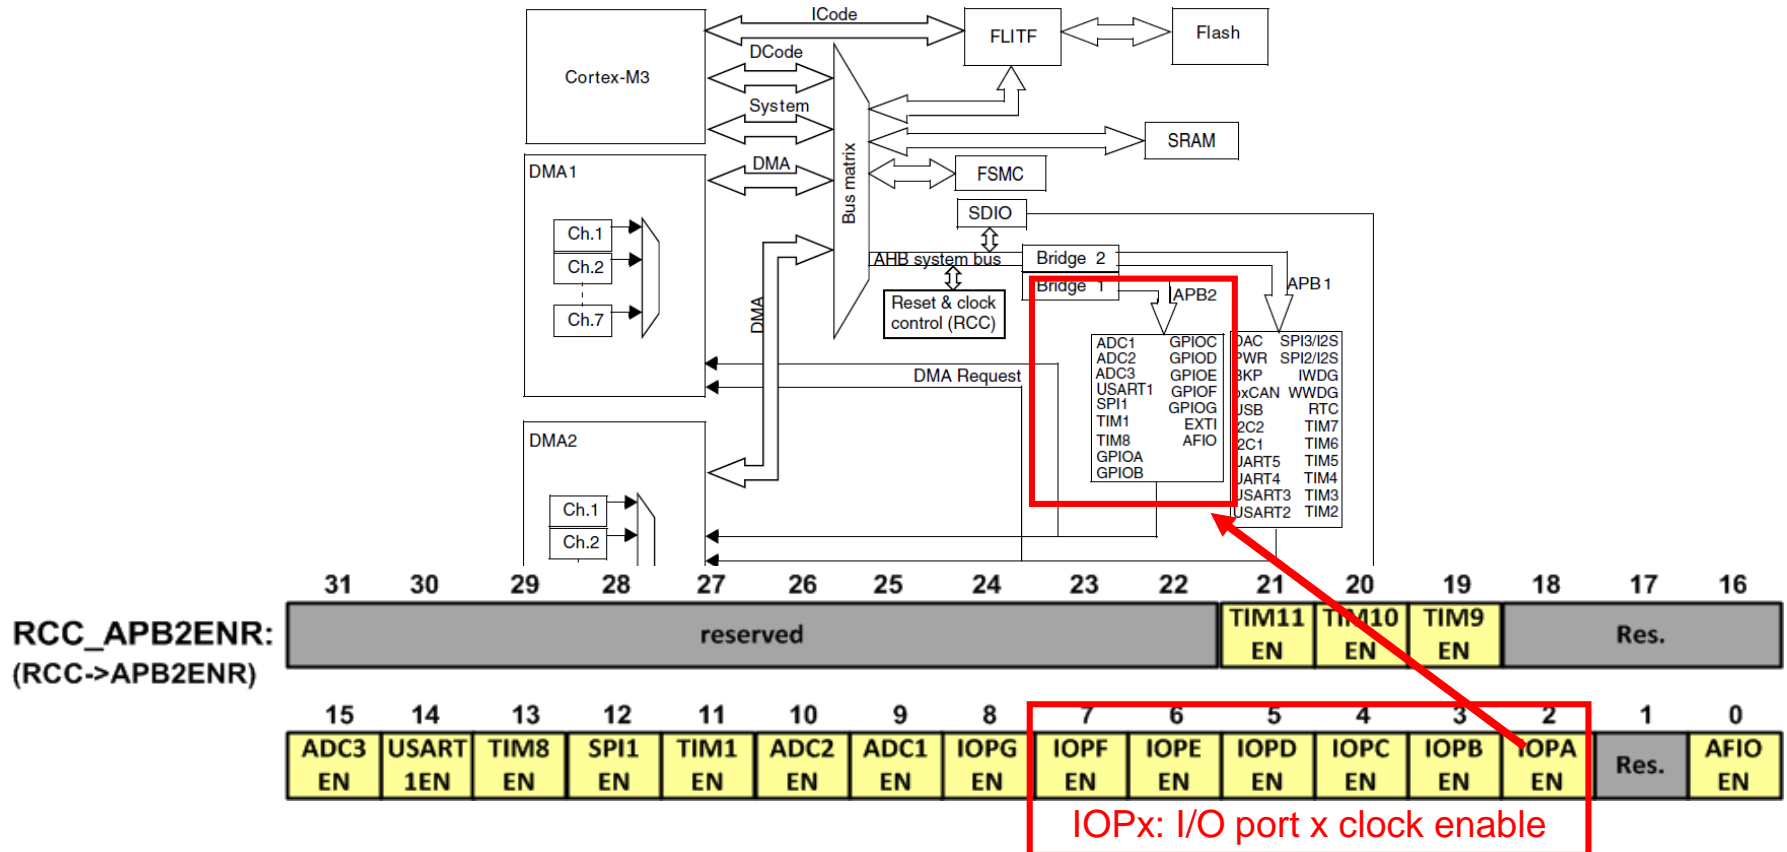 ICode
FLITF
Flash
DCode
Cortex-M3
System
SRAM
DMA
DMA1
FSMC
Bus matrix
SDIO
Ch.1
Ch.2
Ch.7
AHB system bus
Bridge 2
Bridge 1
APB2
APB1
Reset & clock
control (RCC)
DMA
ADC1 GPIOC
ADC2 GPIOD
ADC3 GPIOE
USART1 GPIOF
SPI1 GPIOG
TIM1 EXTI
TIM8 AFIO
GPIOA
GPIOB
DAC SPI3/I2S
PWR SPI2/I2S
BKP IWDG
bxCAN WWDG
USB RTC
I2C2 TIM7
I2C1 TIM6
UART5 TIM5
UART4 TIM4
USART3 TIM3
USART2 TIM2
DMA Request
DMA2
Ch.1
Ch.2
31 30 29 28 27 26 25 24 23 22 21 20 19 18 17 16
RCC_APB2ENR:
(RCC->APB2ENR)
reserved
TIM11 EN
TIM10 EN
TIM9 EN
Res.
15 14 13 12 11 10 9 8 7 6 5 4 3 2 1 0
ADC3 EN
USART 1EN
TIM8 EN
SPI1 EN
TIM1 EN
ADC2 EN
ADC1 EN
IOPG EN
IOPF EN
IOPE EN
IOPD EN
IOPC EN
IOPB EN
IOPA EN
Res.
AFIO EN
IOPx: I/O port x clock enable